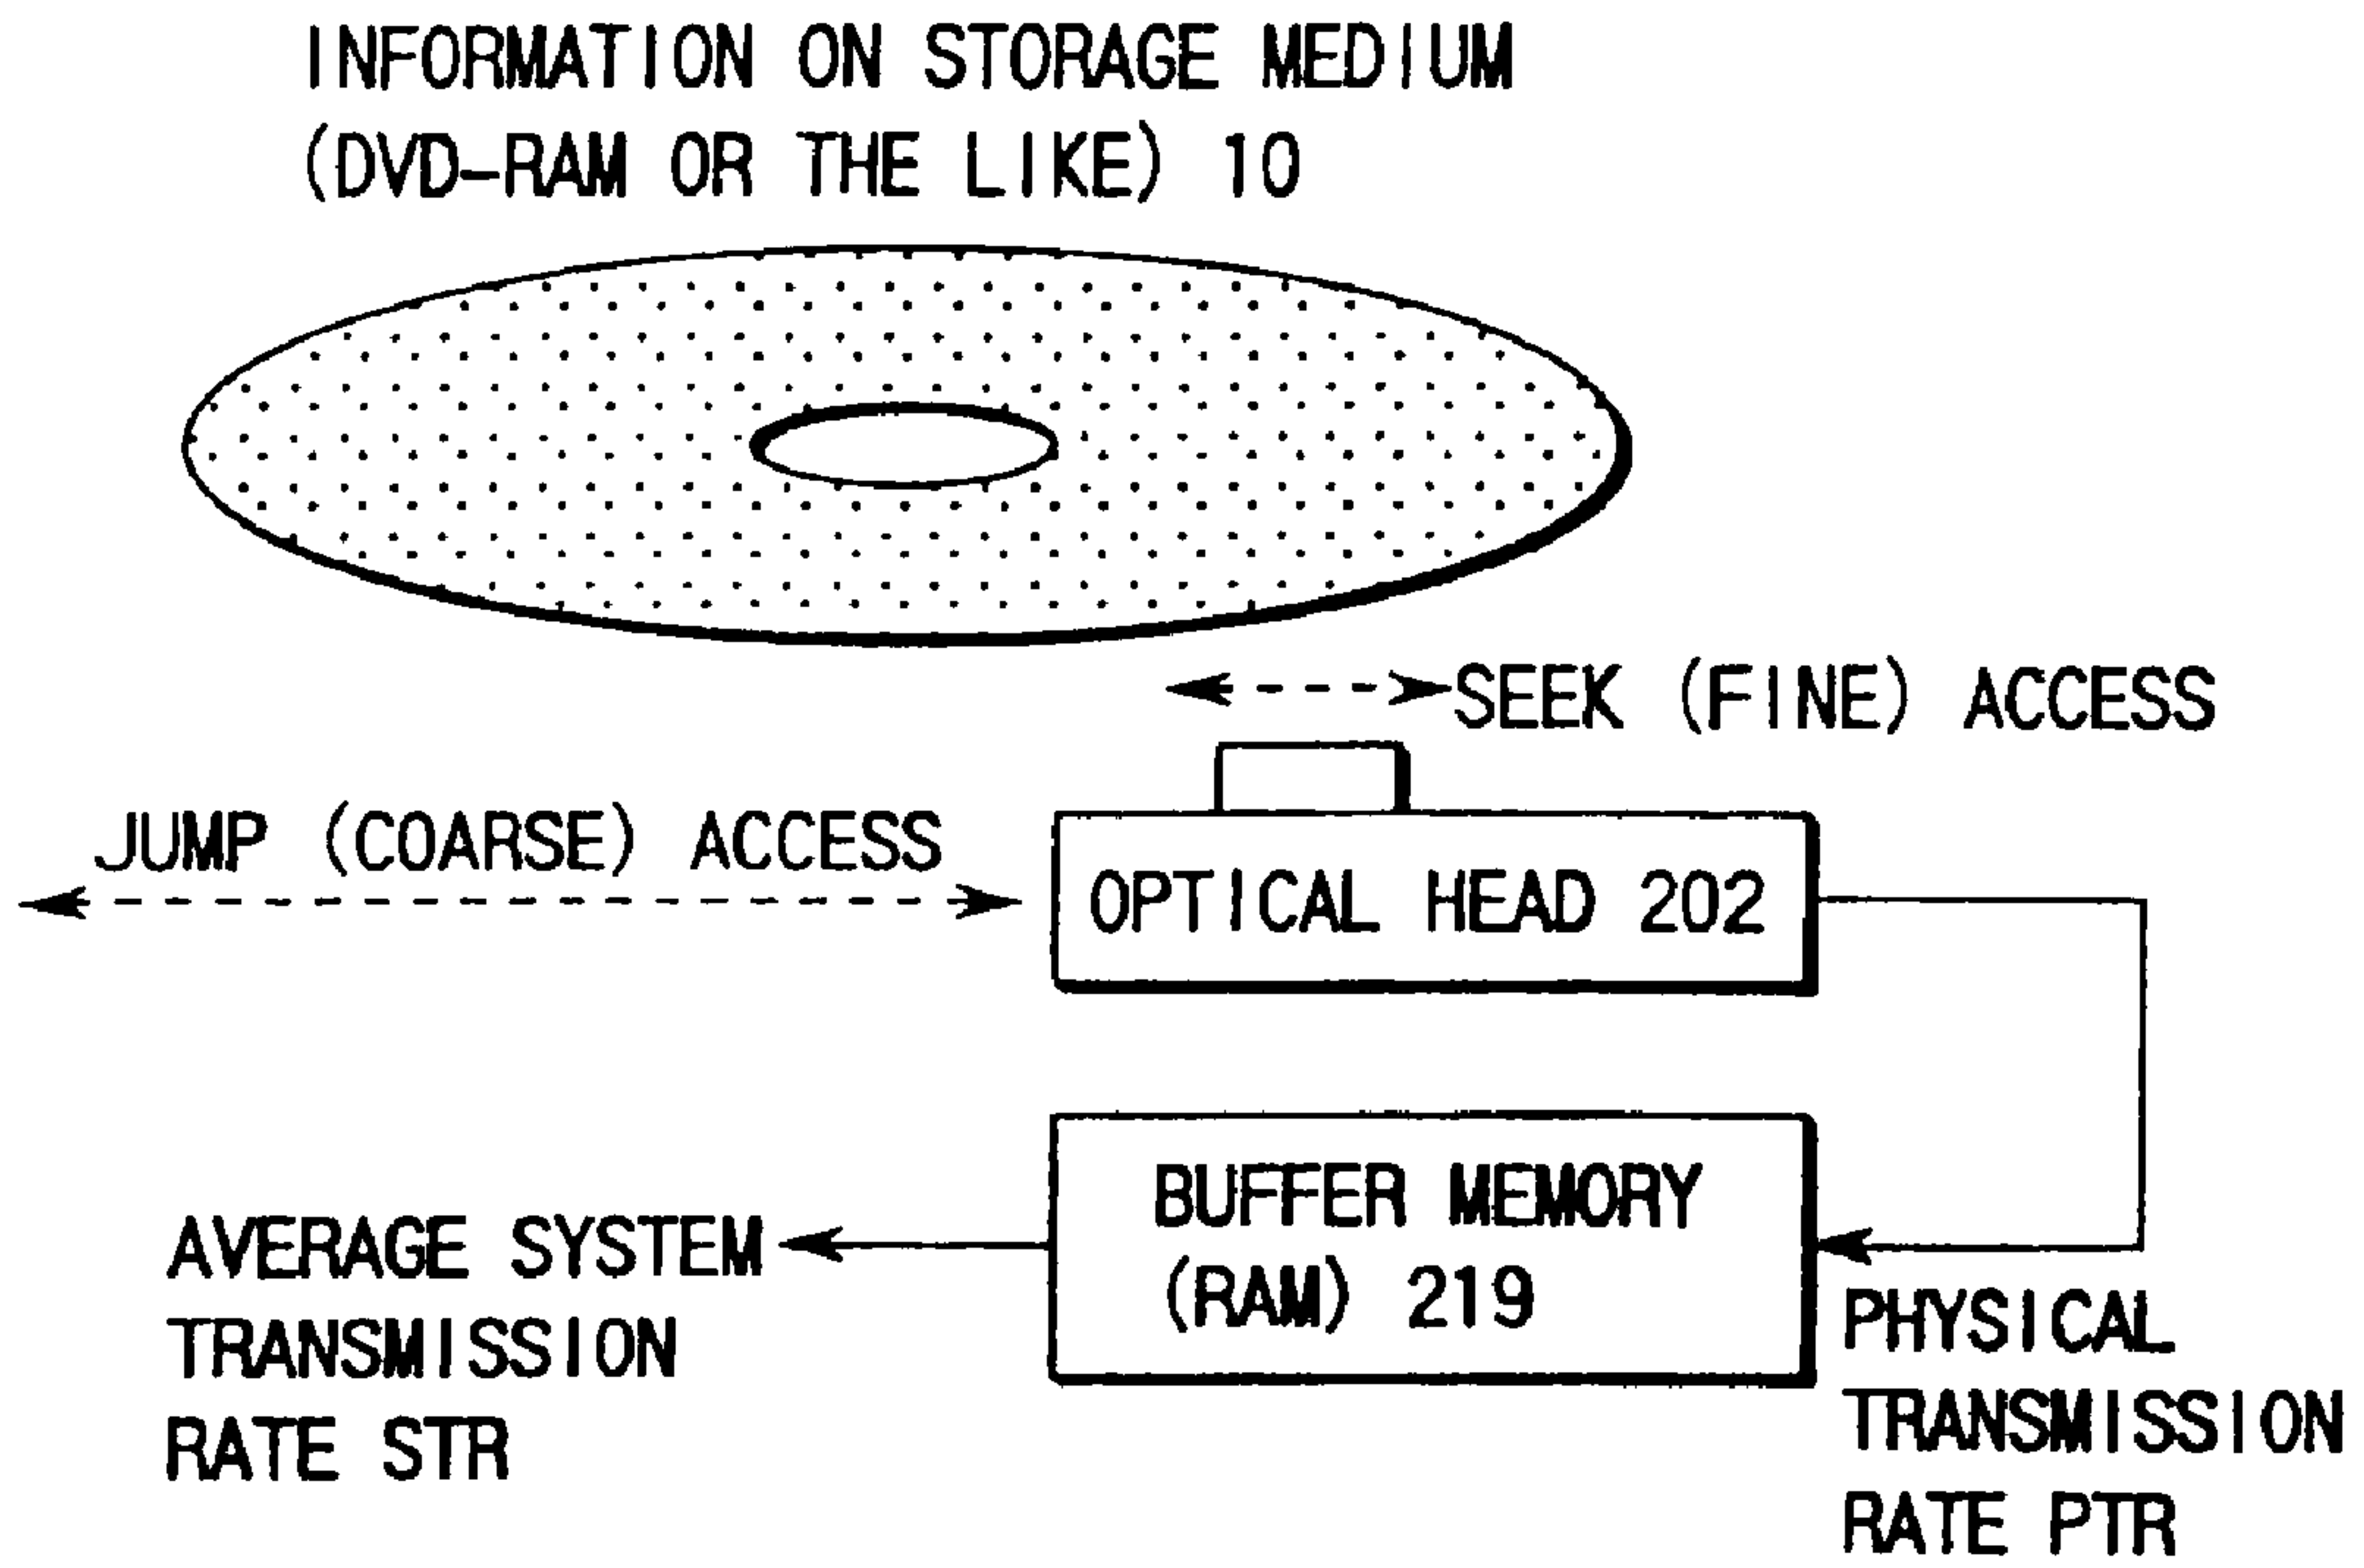 INFORMATION ON STORAGE MEDIUM
(DVD-RAM OR THE LIKE) 10
SEEK (FINE) ACCESS
JUMP (COARSE) ACCESS
OPTICAL HEAD 202
BUFFER MEMORY
(RAM) 219
AVERAGE SYSTEM
TRANSMISSION
RATE STR
PHYSICAL
TRANSMISSION
RATE PTR